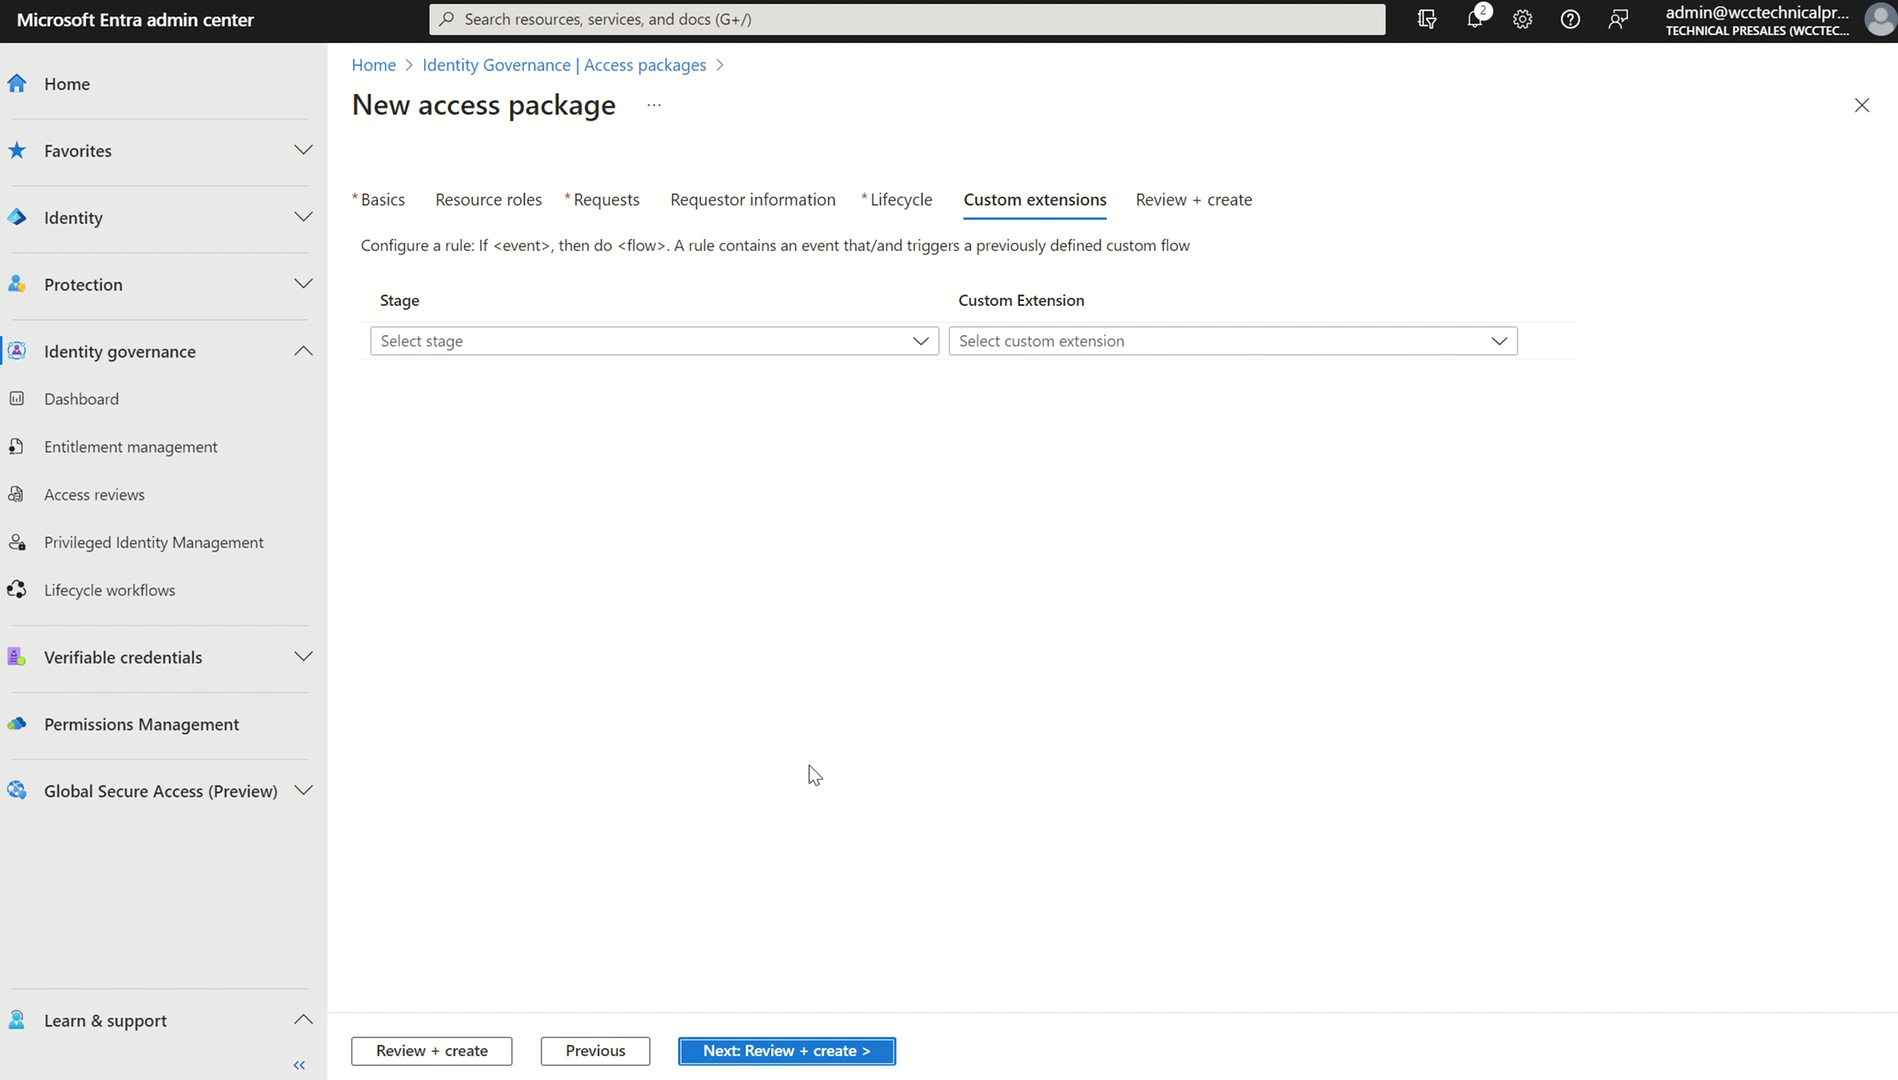 Microsoft Entra admin center
Search resources, services, and docs (G+/)
2
admin@wcctechnicalpr...
TECHNICAL PRESALES (WCCTEC...
Home
Favorites
Identity
Protection
Identity governance
Dashboard
Entitlement management
Access reviews
Privileged Identity Management
Lifecycle workflows
Verifiable credentials
Permissions Management
Global Secure Access (Preview)
Learn & support
«
Home > Identity Governance | Access packages >
New access package ...
* Basics Resource roles * Requests Requestor information * Lifecycle Custom extensions Review + create
Configure a rule: If <event>, then do <flow>. A rule contains an event that/and triggers a previously defined custom flow
Stage Custom Extension
Select stage Select custom extension
Review + create Previous Next: Review + create >